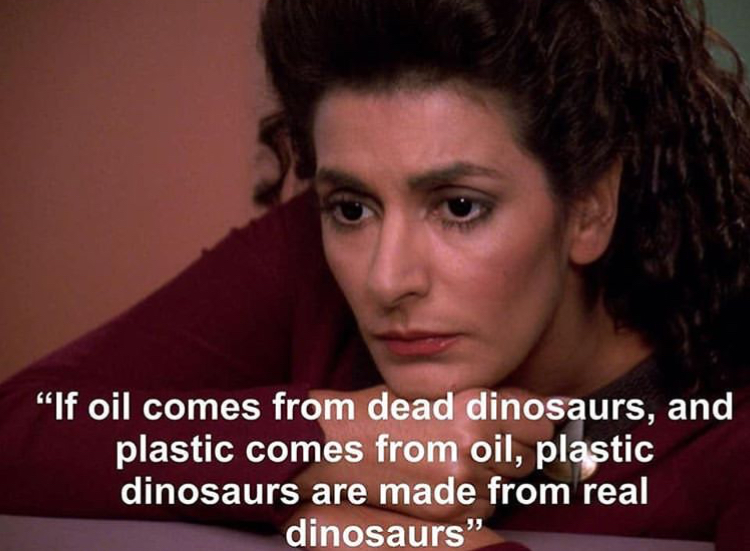 “If oil comes from dead dinosaurs, and
plastic comes from oil, plastic
dinosaurs are made from real
dinosaurs”